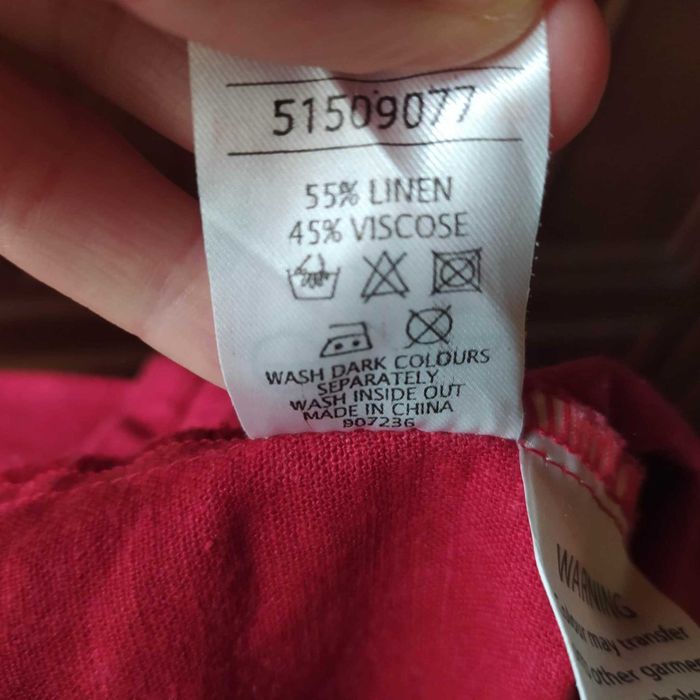 51509077
55% LINEN
45% VISCOSE
WASH DARK COLOURS
SEPARATELY
WASH INSIDE OUT
MADE IN CHINA
907236
WARNING
Colour may transfer
other garme